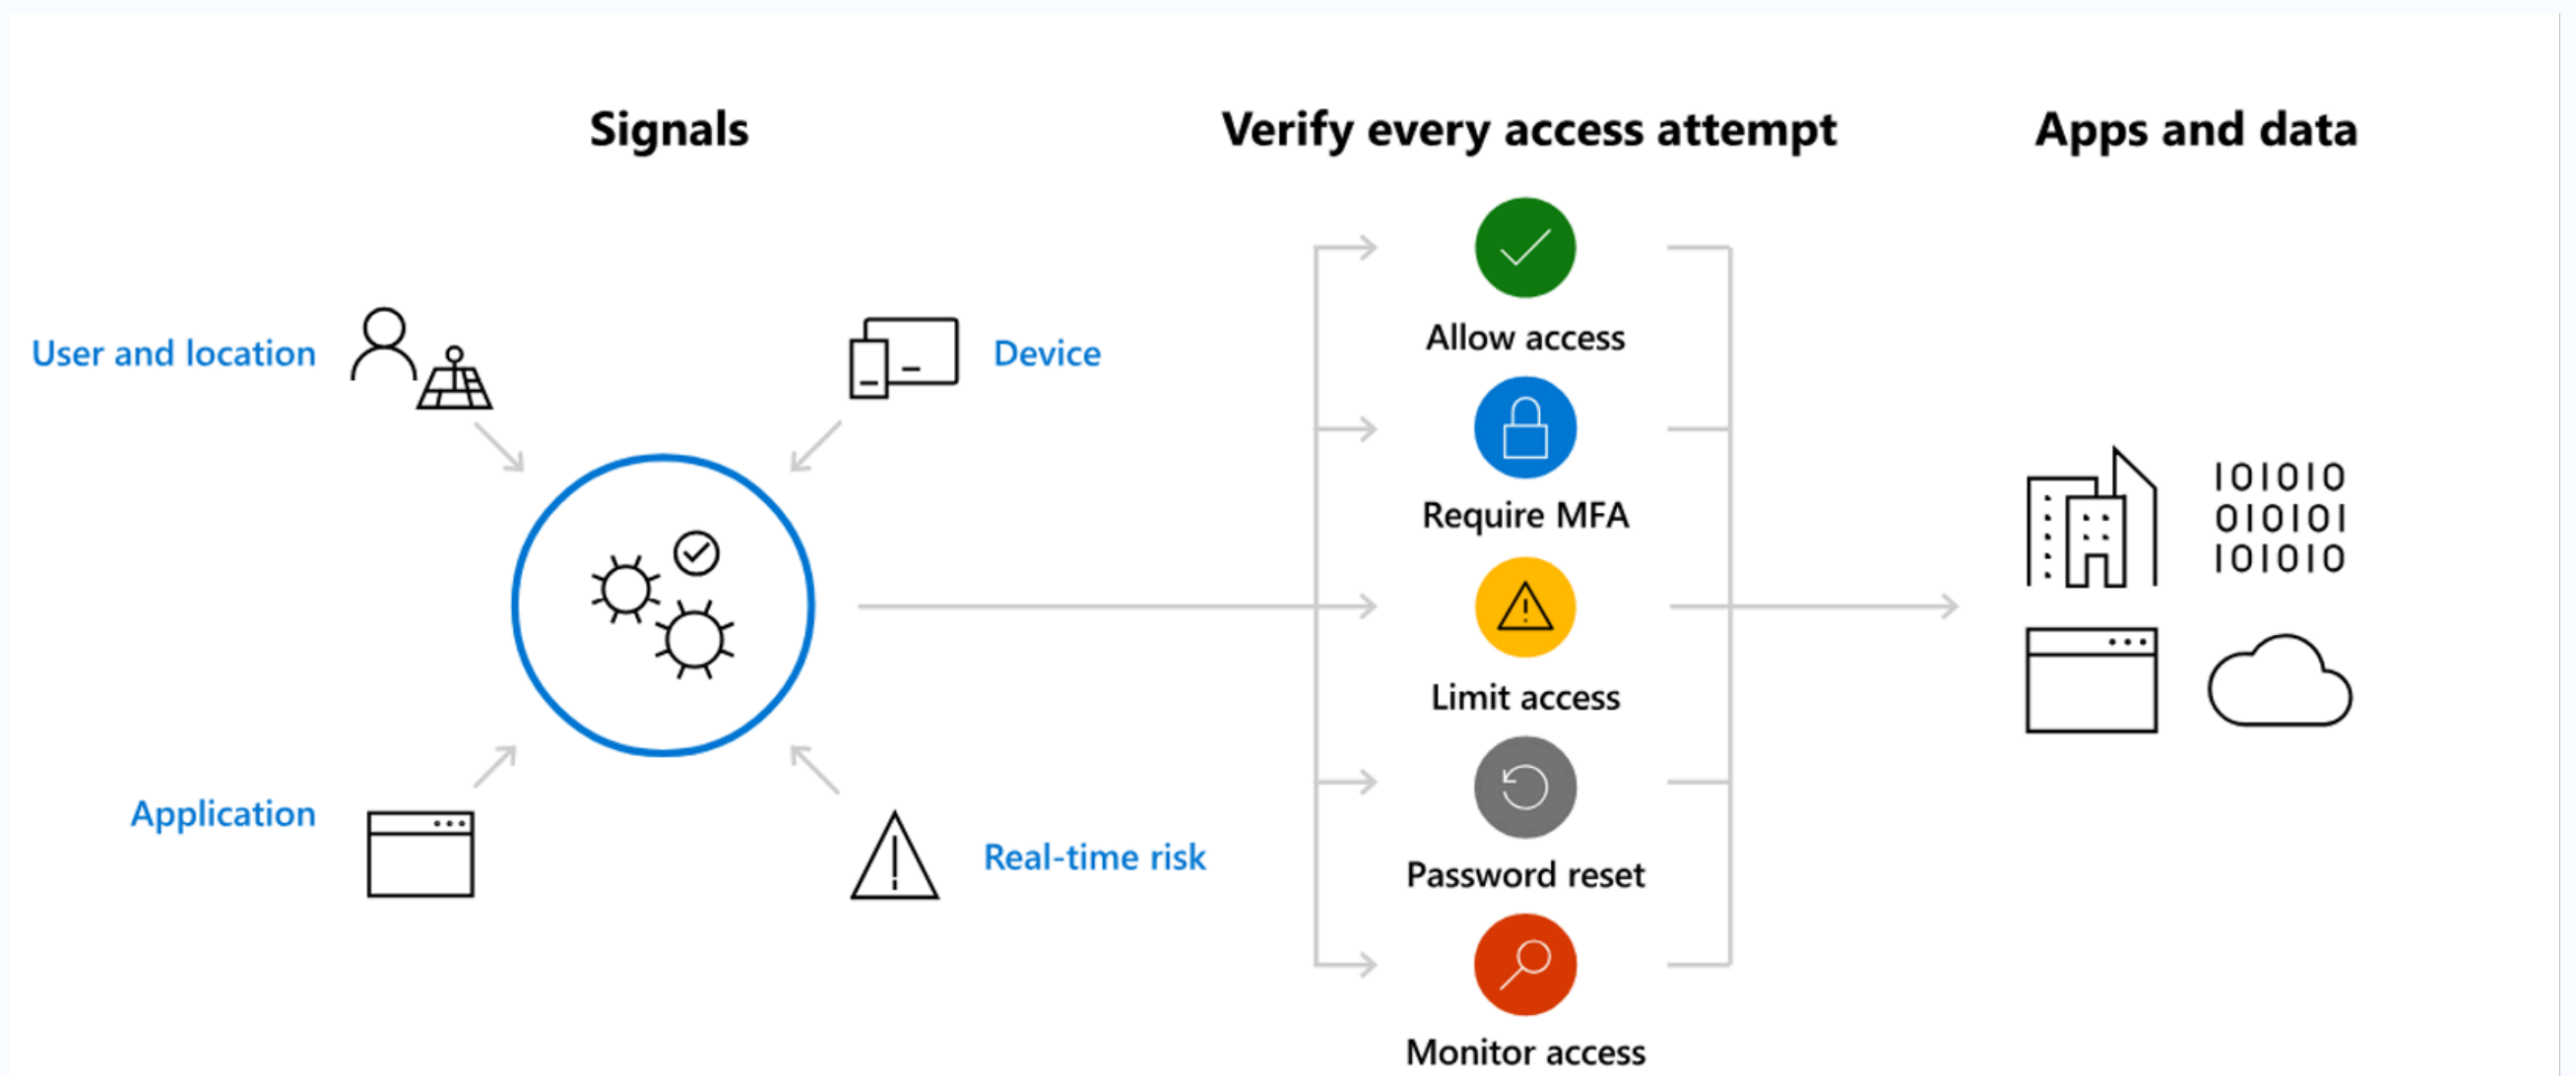 Signals
Verify every access attempt
Apps and data
User and location
Device
Application
Real-time risk
Allow access
Require MFA
Limit access
Password reset
Monitor access
101010
010101
101010